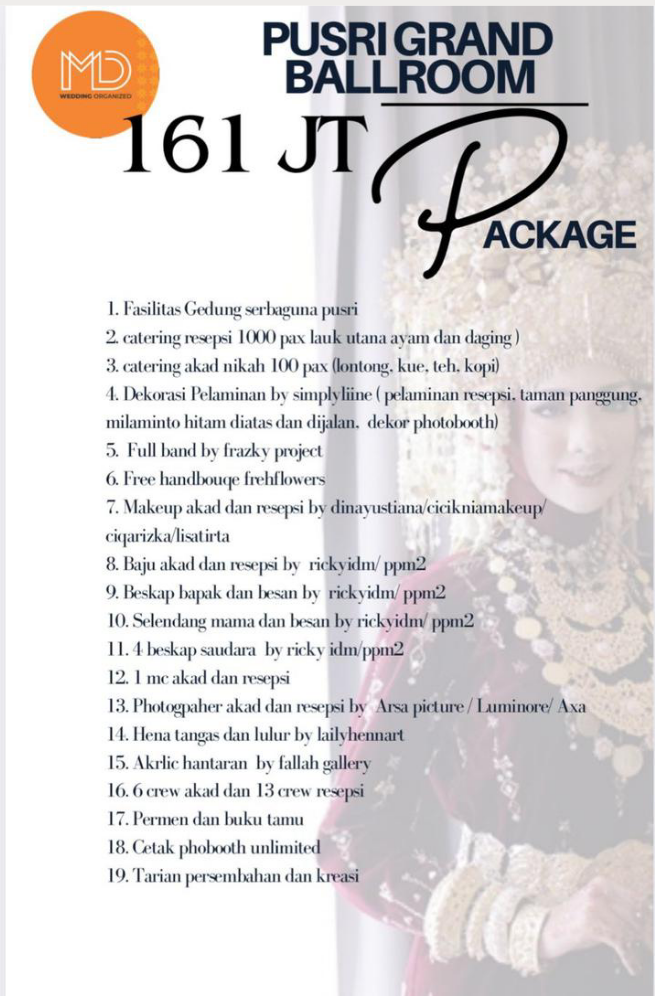 MD
WEDDING ORGANIZED
PUSRI GRAND
BALLROOM
161 JT
PACKAGE
1. Fasilitas Gedung serbaguna pusri
2. catering resepsi 1000 pax lauk utana ayam dan daging )
3. catering akad nikah 100 pax (lontong, kue, teh, kopi)
4. Dekorasi Pelaminan by simplyliine ( pelaminan resepsi, taman panggung,
milaminto hitam diatas dan dijalan,  dekor photobooth)
5.  Full band by frazky project
6. Free handbouqe frehflowers
7. Makeup akad dan resepsi by dinayustiana/cicikniamakeup/
ciqarizka/lisatirta
8. Baju akad dan resepsi by  rickyidm/ ppm2
9. Beskap bapak dan besan by  rickyidm/ ppm2
10. Selendang mama dan besan by rickyidm/ ppm2
11. 4 beskap saudara  by ricky idm/ppm2
12. 1 mc akad dan resepsi
13. Photogpaher akad dan resepsi by  Arsa picture / Luminore/ Axa
14. Hena tangas dan lulur by lailyhennart
15. Akrlic hantaran  by fallah gallery
16. 6 crew akad dan 13 crew resepsi
17. Permen dan buku tamu
18. Cetak phobooth unlimited
19. Tarian persembahan dan kreasi